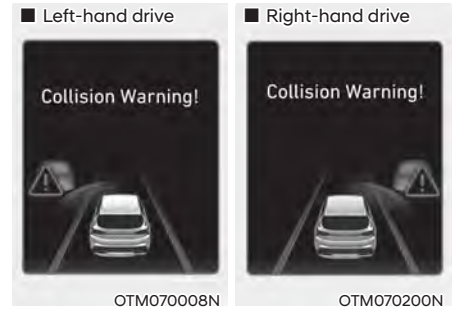 ■ Left-hand drive
Collision Warning!
OTM070008N
■ Right-hand drive
Collision Warning!
OTM070200N